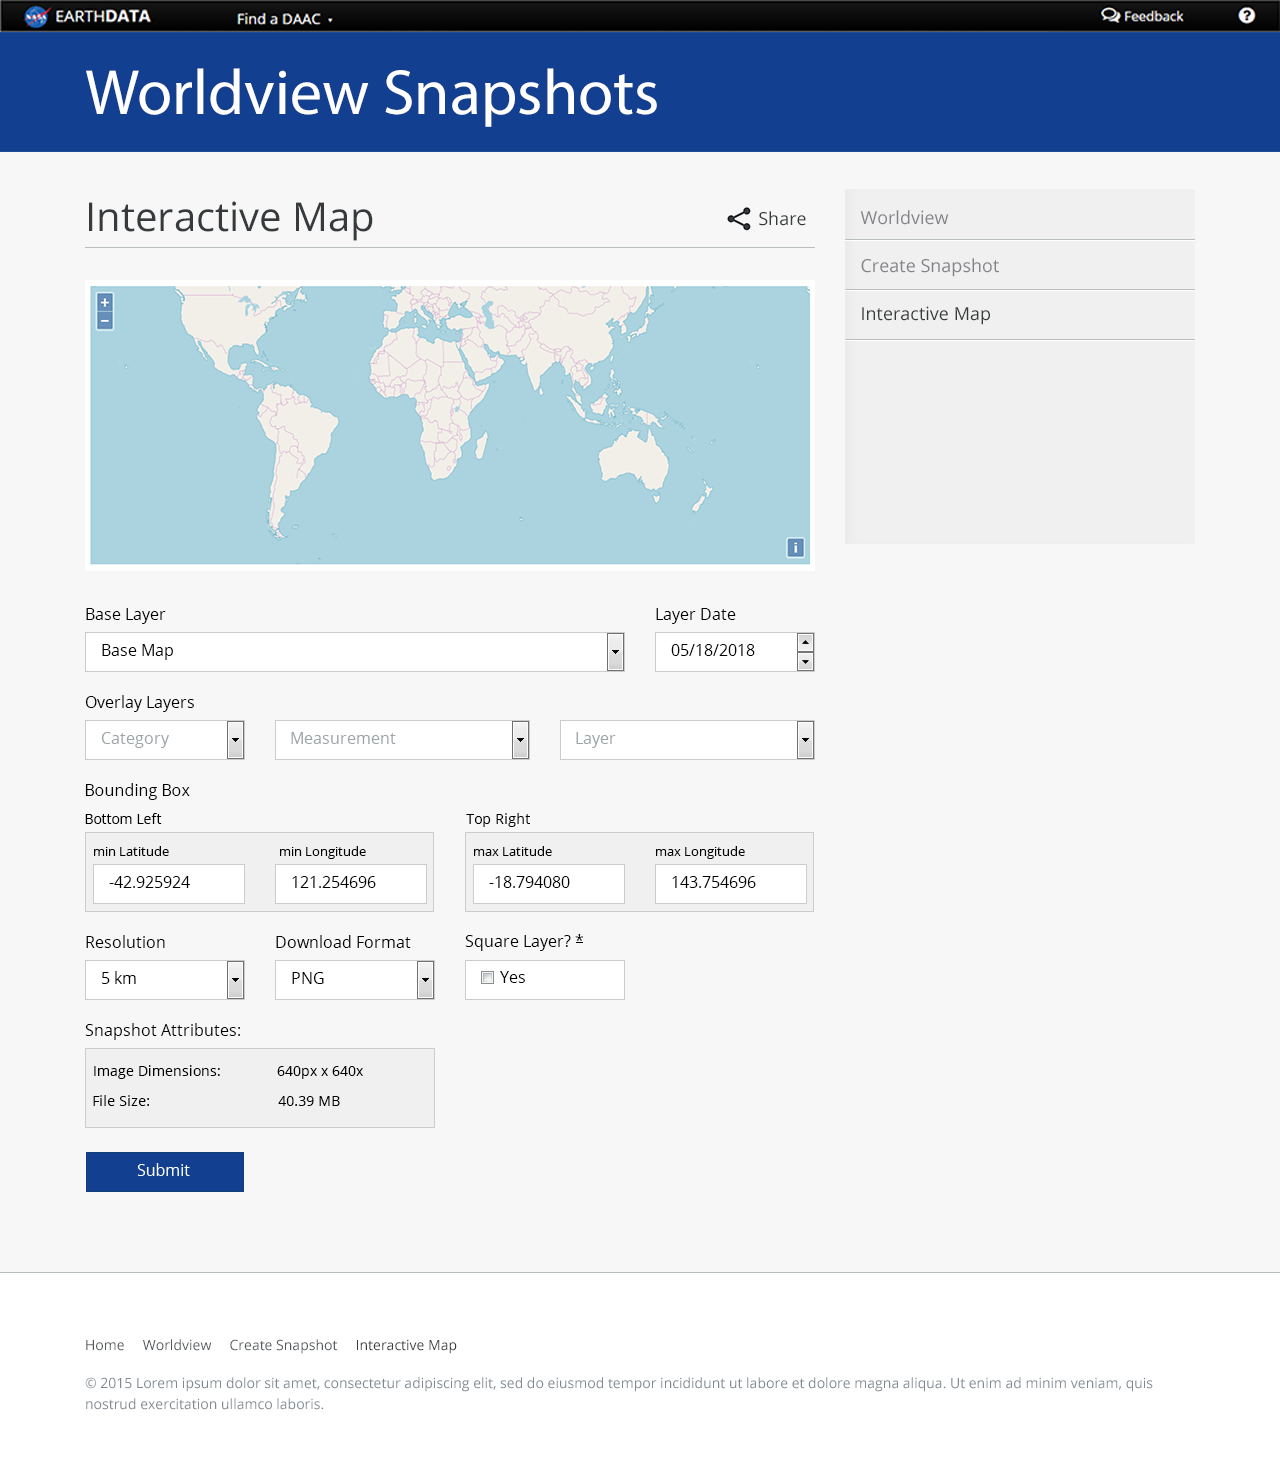 EARTHDATA
Find a DAAC
Feedback
?
Worldview Snapshots
Interactive Map
Share
Worldview
Create Snapshot
Interactive Map
+
−
i
Base Layer
Layer Date
Base Map
05/18/2018
Overlay Layers
Category
Measurement
Layer
Bounding Box
Bottom Left
Top Right
min Latitude
min Longitude
max Latitude
max Longitude
-42.925924
121.254696
-18.794080
143.754696
Resolution
Download Format
Square Layer? *
5 km
PNG
Yes
Snapshot Attributes:
Image Dimensions: 640px x 640x
File Size: 40.39 MB
Submit
Home Worldview Create Snapshot Interactive Map
© 2015 Lorem ipsum dolor sit amet, consectetur adipiscing elit, sed do eiusmod tempor incididunt ut labore et dolore magna aliqua. Ut enim ad minim veniam, quis
nostrud exercitation ullamco laboris.